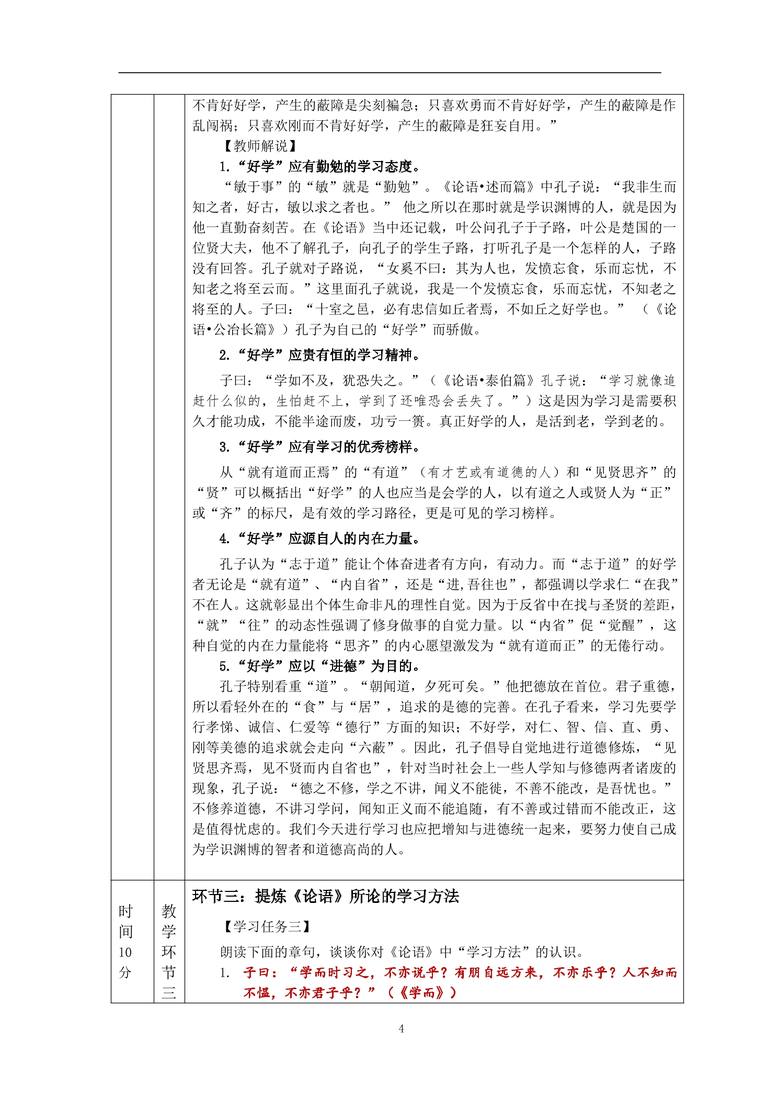 不肯好好学，产生的蔽障是尖刻褊急；只喜欢勇而不肯好好学，产生的蔽障是作
乱闯祸；只喜欢刚而不肯好好学，产生的蔽障是狂妄自用。”
【教师解说】
1.“好学”应有勤勉的学习态度。
“敏于事”的“敏”就是“勤勉”。《论语•述而篇》中孔子说：“我非生而
知之者，好古，敏以求之者也。” 他之所以在那时就是学识渊博的人，就是因为
他一直勤奋刻苦。在《论语》当中还记载，叶公问孔子于子路，叶公是楚国的一
位贤大夫，他不了解孔子，向孔子的学生子路，打听孔子是一个怎样的人，子路
没有回答。孔子就对子路说，“女奚不曰：其为人也，发愤忘食，乐而忘忧，不
知老之将至云而。”这里面孔子就说，我是一个发愤忘食，乐而忘忧，不知老之
将至的人。子曰：“十室之邑，必有忠信如丘者焉，不如丘之好学也。” （《论
语•公冶长篇》）孔子为自己的“好学”而骄傲。
2.“好学”应贵有恒的学习精神。
子曰：“学如不及，犹恐失之。”（《论语•泰伯篇》孔子说：“学习就像追
赶什么似的，生怕赶不上，学到了还唯恐会丢失了。”）这是因为学习是需要积
久才能功成，不能半途而废，功亏一篑。真正好学的人，是活到老，学到老的。
3.“好学”应有学习的优秀榜样。
从“就有道而正焉”的“有道”（有才艺或有道德的人）和“见贤思齐”的
“贤”可以概括出“好学”的人也应当是会学的人，以有道之人或贤人为“正”
或“齐”的标尺，是有效的学习路径，更是可见的学习榜样。
4.“好学”应源自人的内在力量。
孔子认为“志于道”能让个体奋进者有方向，有动力。而“志于道”的好学
者无论是“就有道”、“内自省”，还是“进,吾往也”，都强调以学求仁“在我”
不在人。这就彰显出个体生命非凡的理性自觉。因为于反省中在找与圣贤的差距，
“就”“往”的动态性强调了修身做事的自觉力量。以“内省”促“觉醒”，这
种自觉的内在力量能将“思齐”的内心愿望激发为“就有道而正”的无倦行动。
5.“好学”应以“进德”为目的。
孔子特别看重“道”。“朝闻道，夕死可矣。”他把德放在首位。君子重德，
所以看轻外在的“食”与“居”，追求的是德的完善。在孔子看来，学习先要学
行孝悌、诚信、仁爱等“德行”方面的知识；不好学，对仁、智、信、直、勇、
刚等美德的追求就会走向“六蔽”。因此，孔子倡导自觉地进行道德修炼，“见
贤思齐焉，见不贤而内自省也”，针对当时社会上一些人学知与修德两者诸废的
现象，孔子说：“德之不修，学之不讲，闻义不能徙，不善不能改，是吾忧也。”
不修养道德，不讲习学问，闻知正义而不能追随，有不善或过错而不能改正，这
是值得忧虑的。我们今天进行学习也应把增知与进德统一起来，要努力使自己成
为学识渊博的智者和道德高尚的人。
时
间
10
分
教
学
环
节
三
环节三：提炼《论语》所论的学习方法
【学习任务三】
朗读下面的章句，谈谈你对《论语》中“学习方法”的认识。
1. 子曰：“学而时习之，不亦说乎？有朋自远方来，不亦乐乎？人不知而
不愠，不亦君子乎？”（《学而》）
4